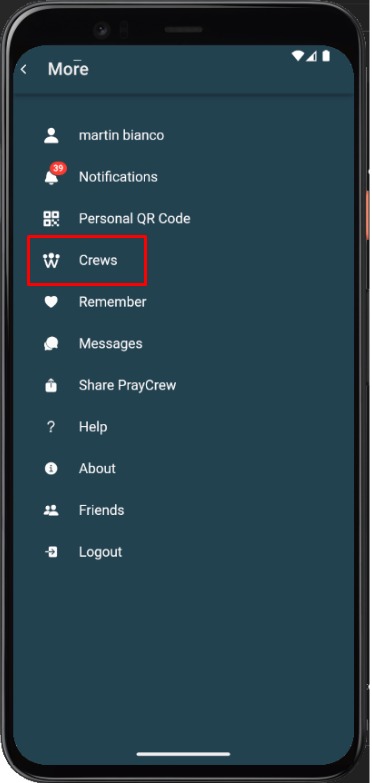 More
martin bianco
39
Notifications
Personal QR Code
Crews
Remember
Messages
Share PrayCrew
? Help
About
Friends
Logout